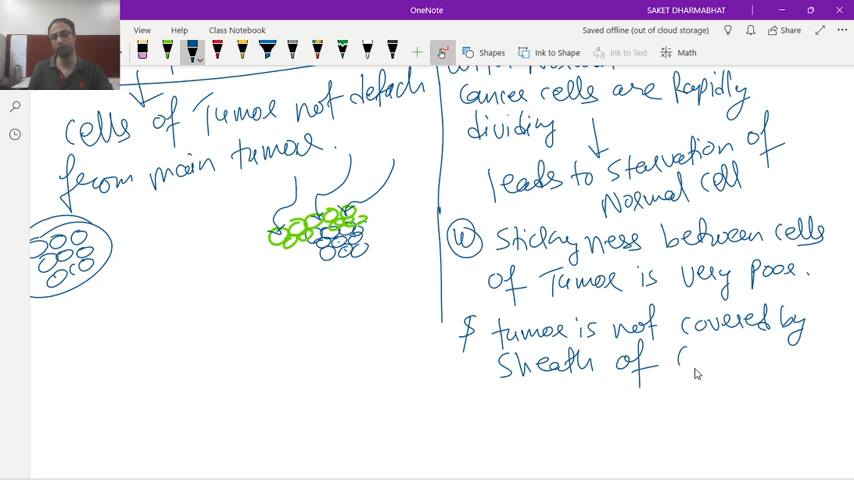 OneNote
SAKET DHARMABHAT
View
Help
Class Notebook
Saved offline (out of cloud storage)
Share
Shapes
Ink to Shape
Ink to Text
Math
cells of Tumor not detach
from main tumor.
cancer cells are Rapidly
dividing
leads to starvation of
Normal cell
Stickyness between cells
of Tumor is very poor.
$ tumor is not covered by
Sheath of C